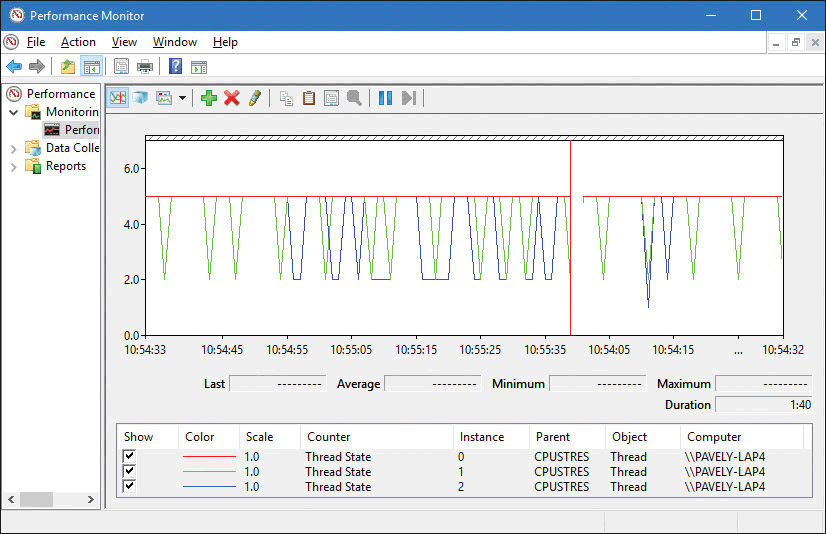 Performance Monitor
File Action View Window Help
Performance
Monitorin
Perforn
Data Colle
Reports
6.0
4.0
2.0
0.0
10:54:33 10:54:45 10:54:55 10:55:05 10:55:15 10:55:25 10:55:35 10:54:05 10:54:15 ... 10:54:32
Last --------- Average --------- Minimum --------- Maximum ---------
Duration 1:40
Show Color Scale Counter Instance Parent Object Computer
1.0 Thread State 0 CPUSTRES Thread \\PAVELY-LAP4
1.0 Thread State 1 CPUSTRES Thread \\PAVELY-LAP4
1.0 Thread State 2 CPUSTRES Thread \\PAVELY-LAP4